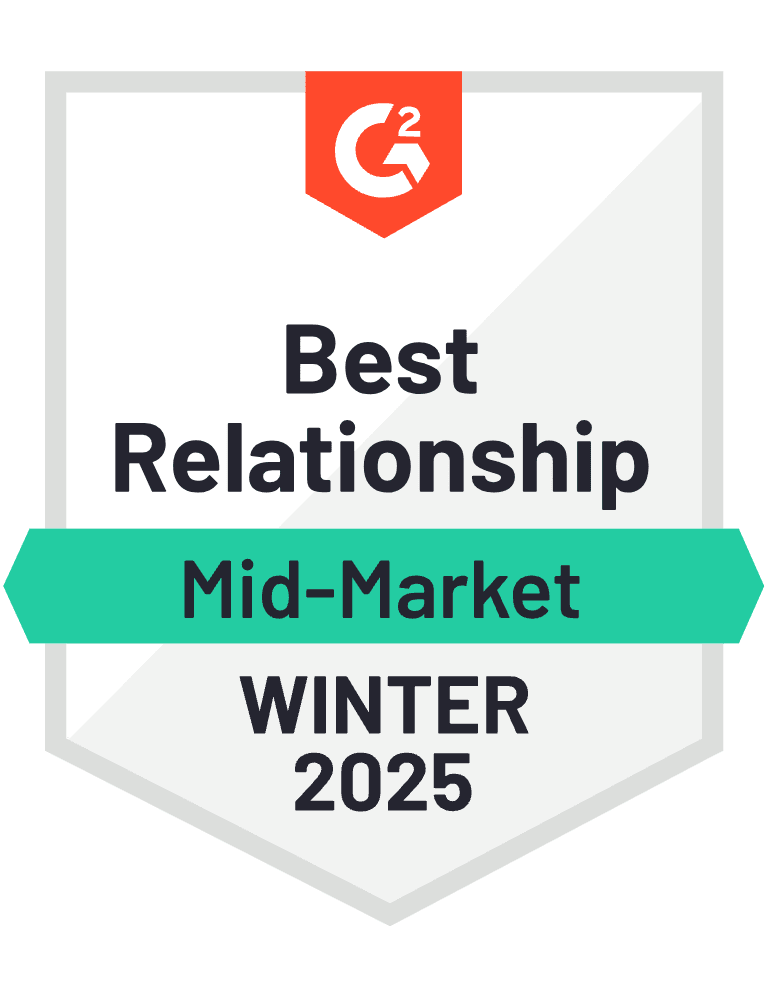 G2
Best
Relationship
Mid-Market
WINTER
2025